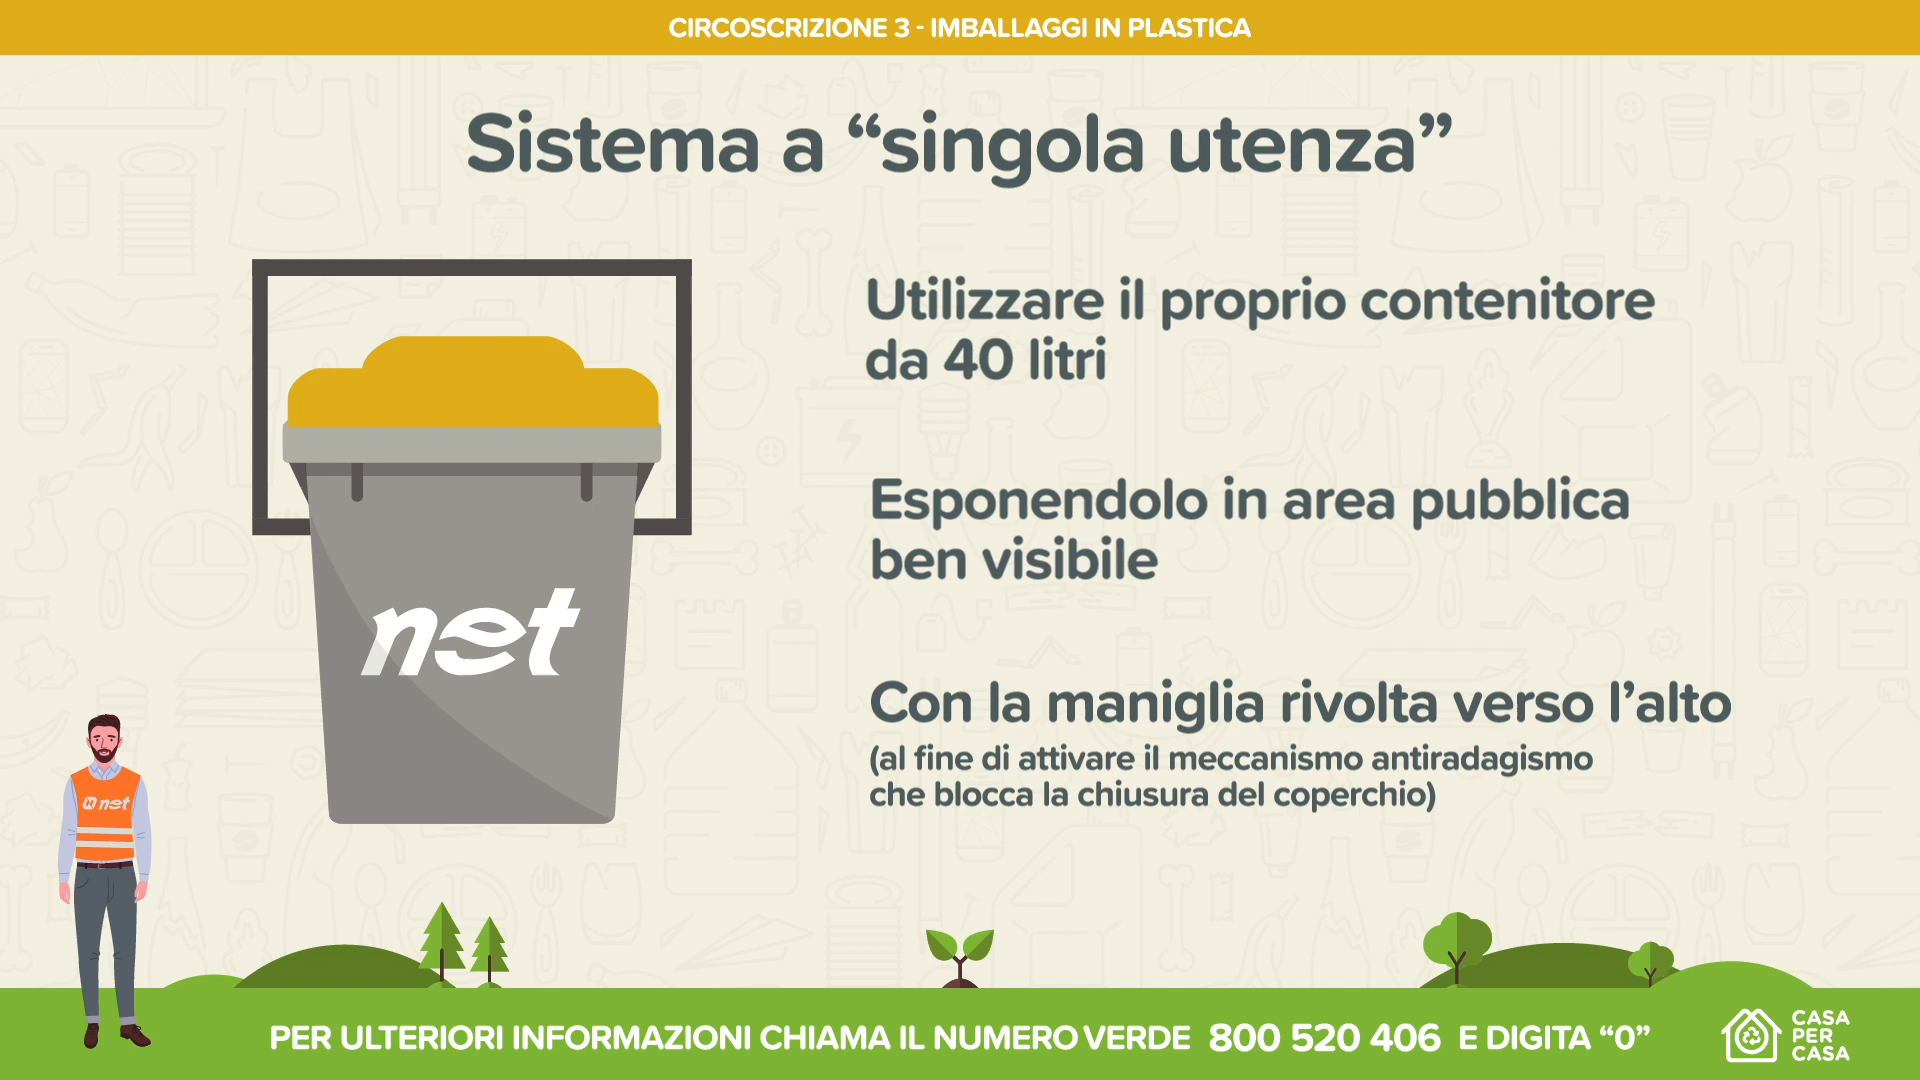 CIRCOSCRIZIONE 3 - IMBALLAGGI IN PLASTICA
Sistema a “singola utenza”
Utilizzare il proprio contenitore
da 40 litri
Esponendolo in area pubblica
ben visibile
Con la maniglia rivolta verso l’alto
(al fine di attivare il meccanismo antiradagismo
che blocca la chiusura del coperchio)
net
net
PER ULTERIORI INFORMAZIONI CHIAMA IL NUMERO VERDE 800 520 406 E DIGITA “0”
CASA
PER
CASA